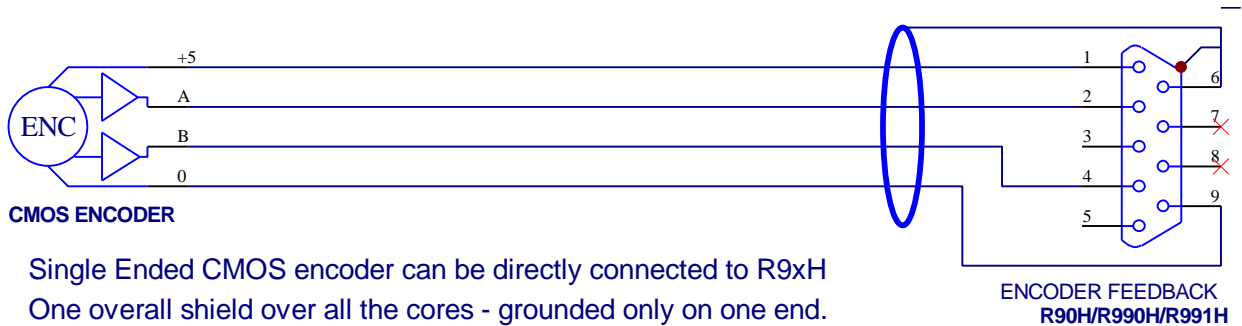 +5
A
B
0
ENC
CMOS ENCODER
1
2
3
4
5
6
7
8
9
Single Ended CMOS encoder can be directly connected to R9xH
One overall shield over all the cores - grounded only on one end.
ENCODER FEEDBACK
R90H/R990H/R991H